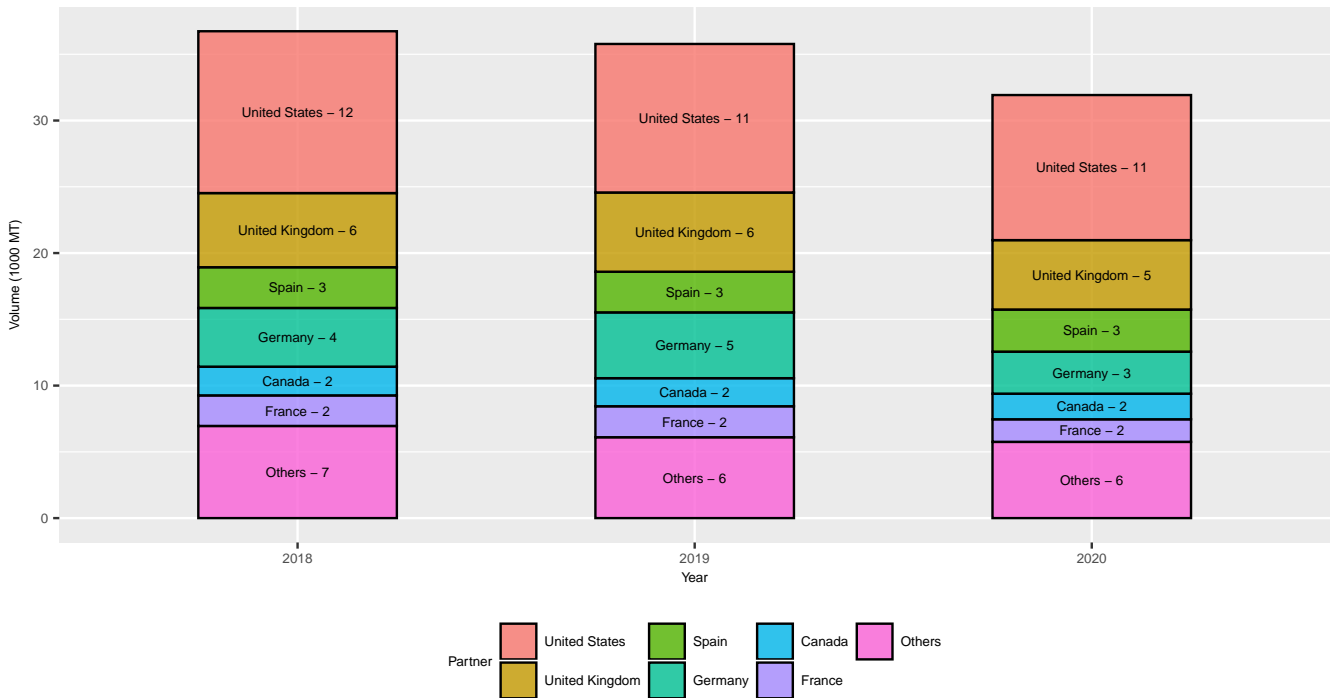 Volume (1000 MT)
30
20
10
0
United States – 12
United Kingdom – 6
Spain – 3
Germany – 4
Canada – 2
France – 2
Others – 7
United States – 11
United Kingdom – 6
Spain – 3
Germany – 5
Canada – 2
France – 2
Others – 6
United States – 11
United Kingdom – 5
Spain – 3
Germany – 3
Canada – 2
France – 2
Others – 6
2018 2019 2020
Year
Partner
United States Spain Canada Others
United Kingdom Germany France